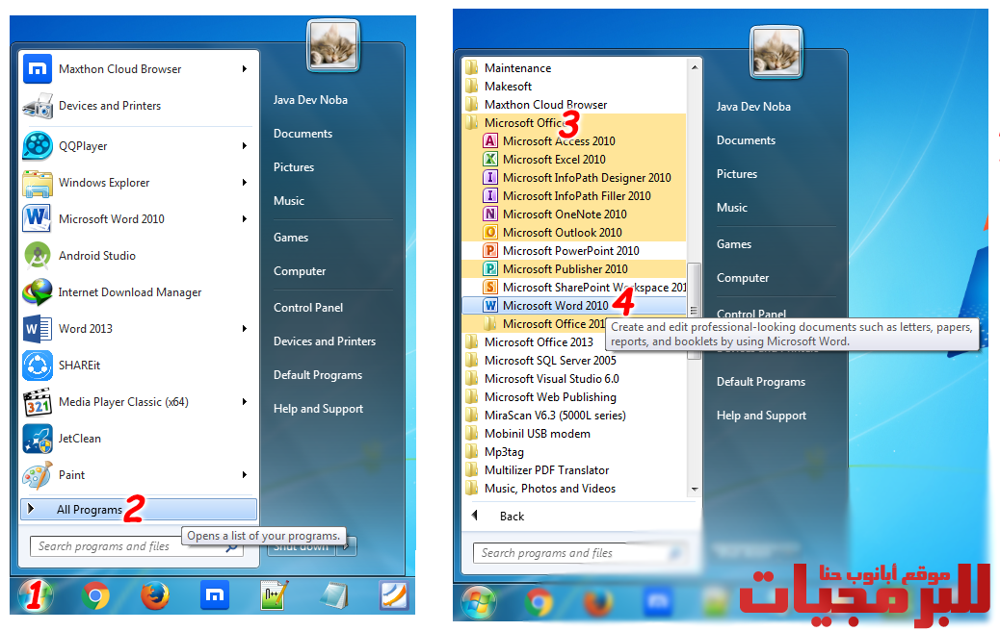 Maxthon Cloud Browser
Devices and Printers
QQPlayer
Windows Explorer
Microsoft Word 2010
Android Studio
Internet Download Manager
Word 2013
SHAREit
Media Player Classic (x64)
JetClean
Paint
All Programs 2
Opens a list of your programs.
Search programs and files
Shut down
Java Dev Noba
Documents
Pictures
Music
Games
Computer
Control Panel
Devices and Printers
Default Programs
Help and Support
1
Maintenance
Makesoft
Maxthon Cloud Browser
Microsoft Office
3
Microsoft Access 2010
Microsoft Excel 2010
Microsoft InfoPath Designer 2010
Microsoft InfoPath Filler 2010
Microsoft OneNote 2010
Microsoft Outlook 2010
Microsoft PowerPoint 2010
Microsoft Publisher 2010
Microsoft SharePoint Workspace 201
Microsoft Word 2010 4
Microsoft Office 201
Create and edit professional-looking documents such as letters, papers,
reports, and booklets by using Microsoft Word.
Microsoft Office 2013
Microsoft SQL Server 2005
Microsoft Visual Studio 6.0
Microsoft Web Publishing
MiraScan V6.3 (5000L series)
Mobinil USB modem
Mp3tag
Multilizer PDF Translator
Music, Photos and Videos
Back
Search programs and files
Java Dev Noba
Documents
Pictures
Music
Games
Computer
Control Panel
Devices and Printers
Default Programs
Help and Support
موقع أبانوب حنا
للبرمجيات